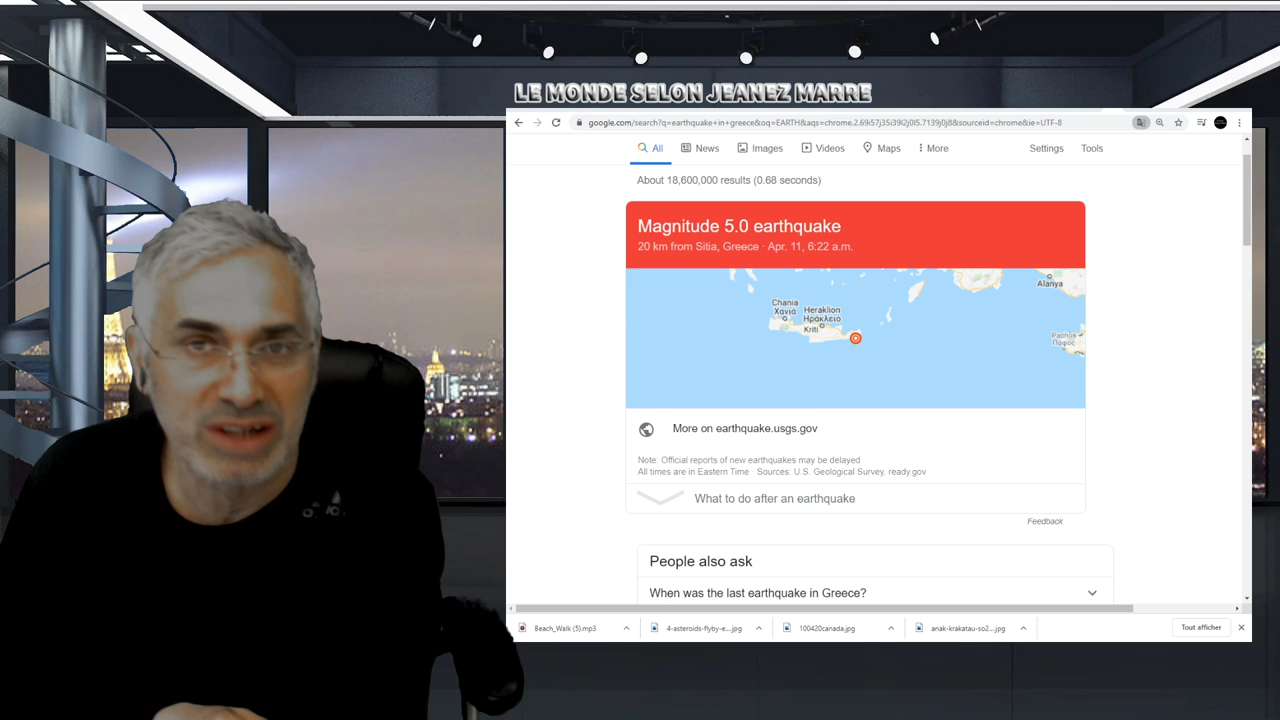 LE MONDE SELON JEANEZ MARRE
google.com/search?q=earthquake+in+greece&oq=EARTH&aqs=chrome.2.69i57j35i39l2j0l5.7139j0j8&sourceid=chrome&ie=UTF-8
All News Images Videos Maps More Settings Tools
About 18,600,000 results (0.68 seconds)
Magnitude 5.0 earthquake
20 km from Sitia, Greece · Apr. 11, 6:22 a.m.
Alanya
Chania
Χανιά
Heraklion
Ηράκλειο
Kriti
Paphos
Πάφος
More on earthquake.usgs.gov
Note: Official reports of new earthquakes may be delayed
All times are in Eastern Time · Sources: U.S. Geological Survey, ready.gov
What to do after an earthquake
Feedback
People also ask
When was the last earthquake in Greece?
Beach_Walk (5).mp3 4-asteroids-flyby-e....jpg 100420canada.jpg anak-krakatau-so2....jpg Tout afficher